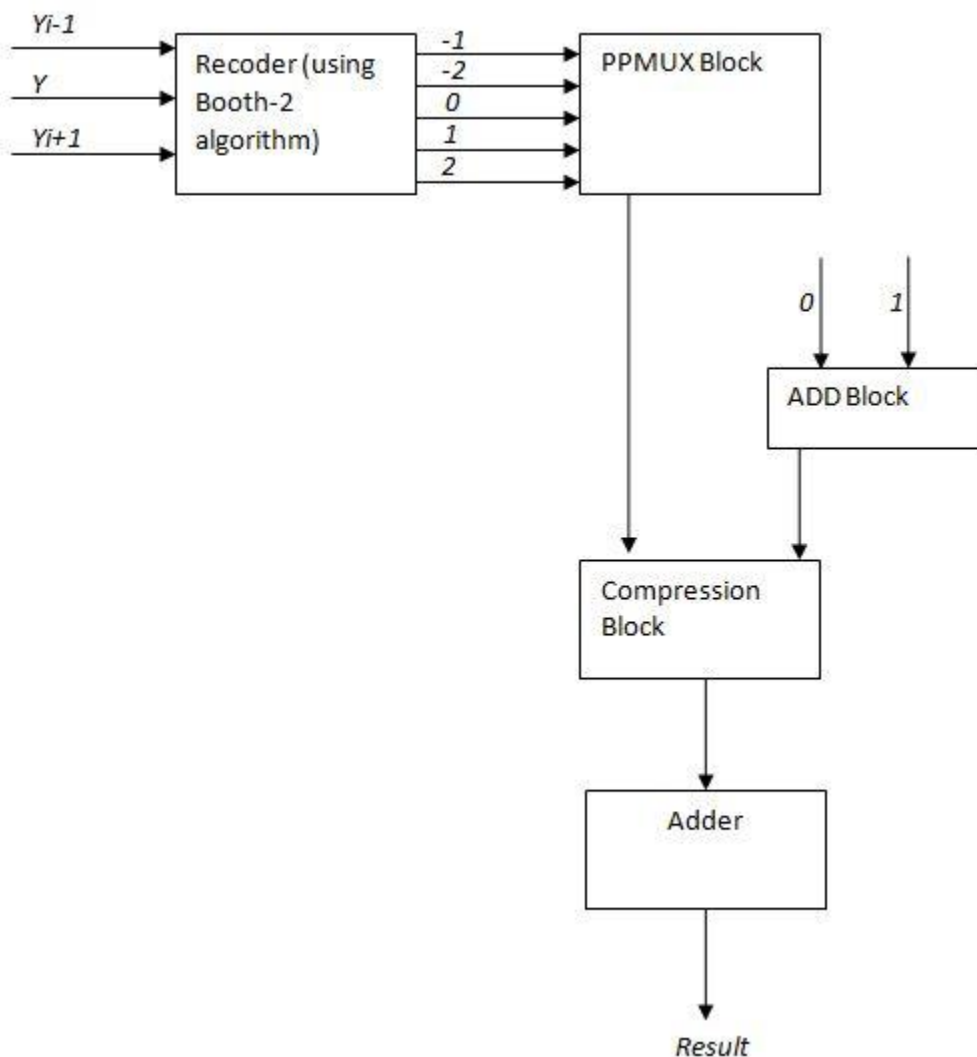 Yi-1
Y
Yi+1
Recoder (using
Booth-2
algorithm)
-1
-2
0
1
2
PPMUX Block
0
1
ADD Block
Compression
Block
Adder
Result